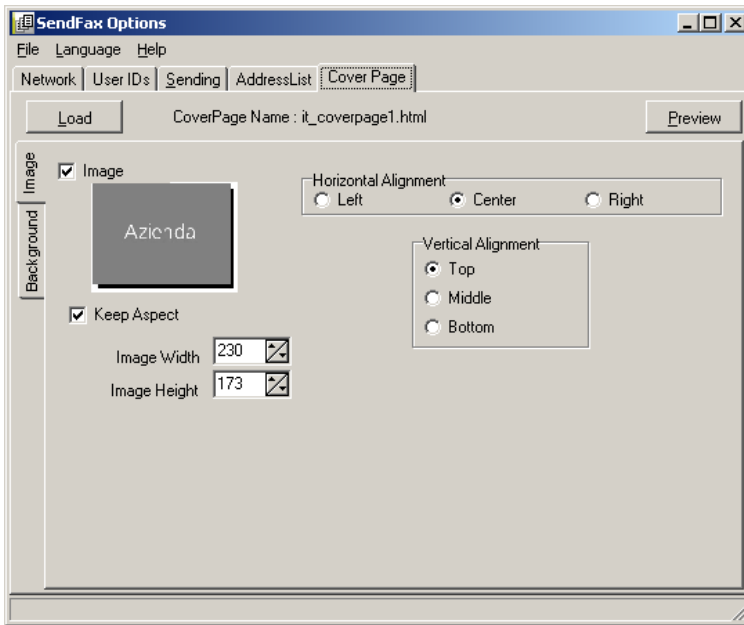 SendFax Options
File Language Help
Network User IDs Sending AddressList Cover Page
Load CoverPage Name : it_coverpage1.html Preview
Image
Background
Image
Azienda
Keep Aspect
Image Width 230
Image Height 173
Horizontal Alignment
Left Center Right
Vertical Alignment
Top
Middle
Bottom